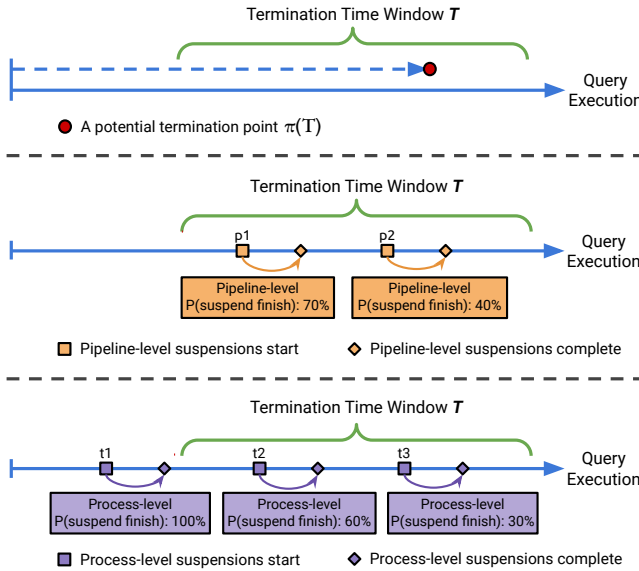 Termination Time Window T
Query
Execution
A potential termination point π(T)
Termination Time Window T
p1 p2
Query
Execution
Pipeline-level
P(suspend finish): 70%
Pipeline-level
P(suspend finish): 40%
Pipeline-level suspensions start
Pipeline-level suspensions complete
Termination Time Window T
t1 t2 t3
Query
Execution
Process-level
P(suspend finish): 100%
Process-level
P(suspend finish): 60%
Process-level
P(suspend finish): 30%
Process-level suspensions start
Process-level suspensions complete